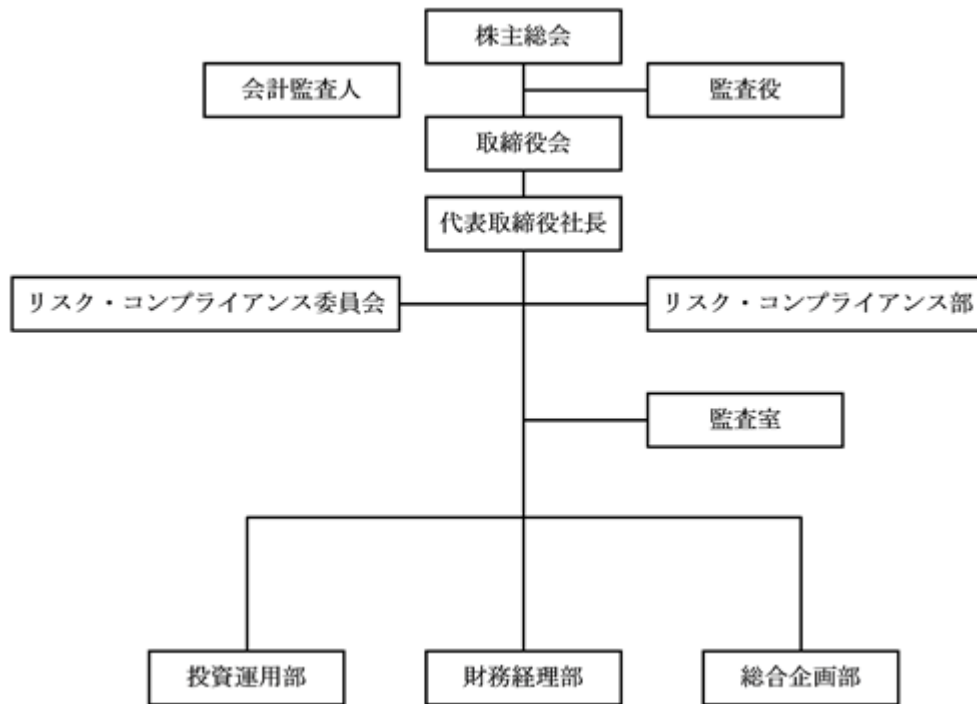 株主総会
会計監査人
監査役
取締役会
代表取締役社長
リスク・コンプライアンス委員会
リスク・コンプライアンス部
監査室
投資運用部
財務経理部
総合企画部